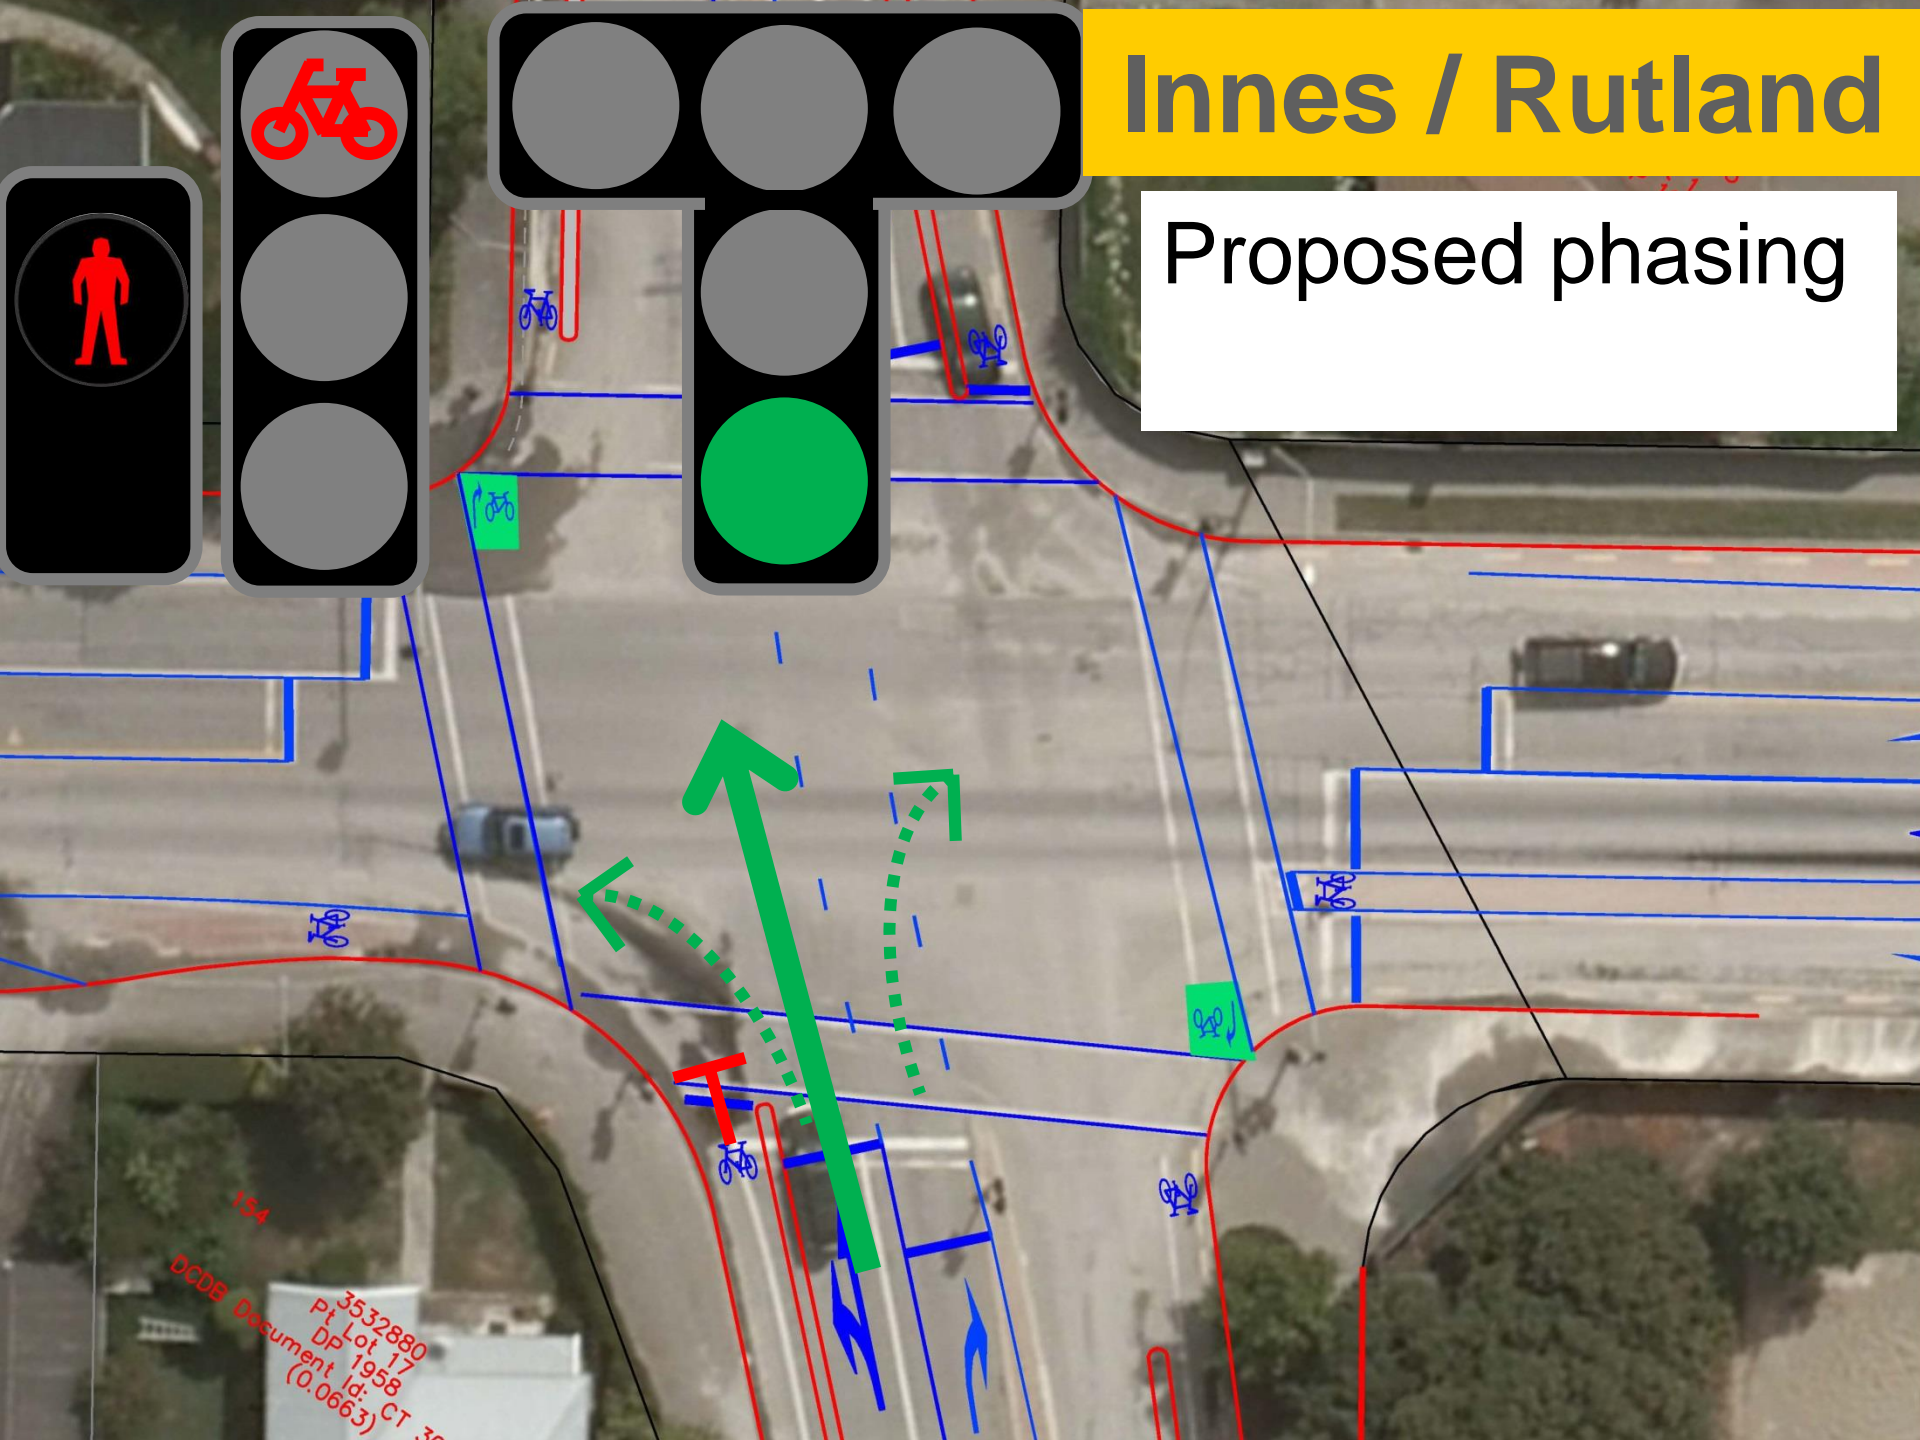 Innes / Rutland
Proposed phasing
154
3532880
Pt Lot 17
DP 1958
DCDB Document Id: CT
(0.0663)